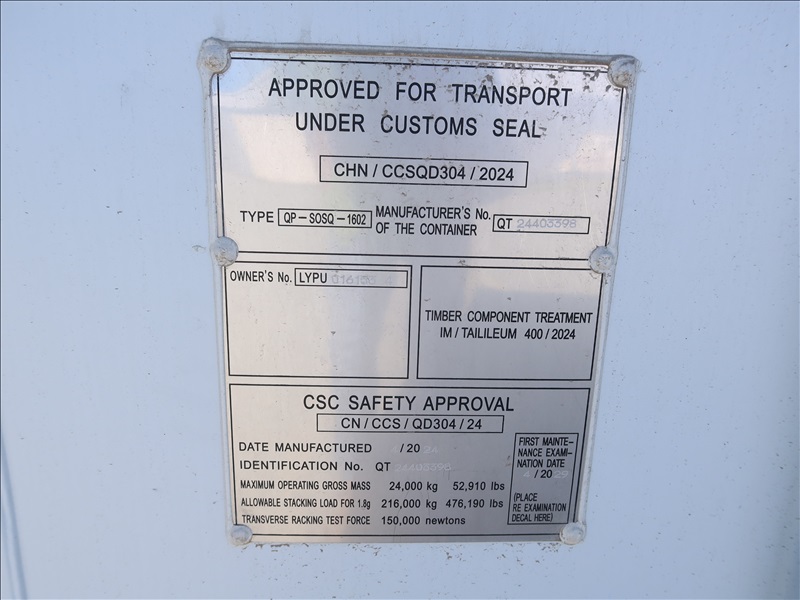 APPROVED FOR TRANSPORT
UNDER CUSTOMS SEAL
CHN / CCSQD304 / 2024
TYPE QP-SOSQ-1602 MANUFACTURER'S No. OF THE CONTAINER QT 24403398
OWNER'S No. LYPU
TIMBER COMPONENT TREATMENT
IM / TAILILEUM 400 / 2024
CSC SAFETY APPROVAL
CN / CCS / QD304 / 24
DATE MANUFACTURED / 20 24
IDENTIFICATION No. QT 24403398
MAXIMUM OPERATING GROSS MASS 24,000 kg 52,910 lbs
ALLOWABLE STACKING LOAD FOR 1.8g 216,000 kg 476,190 lbs
TRANSVERSE RACKING TEST FORCE 150,000 newtons
FIRST MAINTE-
NANCE EXAMI-
NATION DATE
/ 20 29
(PLACE
RE EXAMINATION
DECAL HERE)